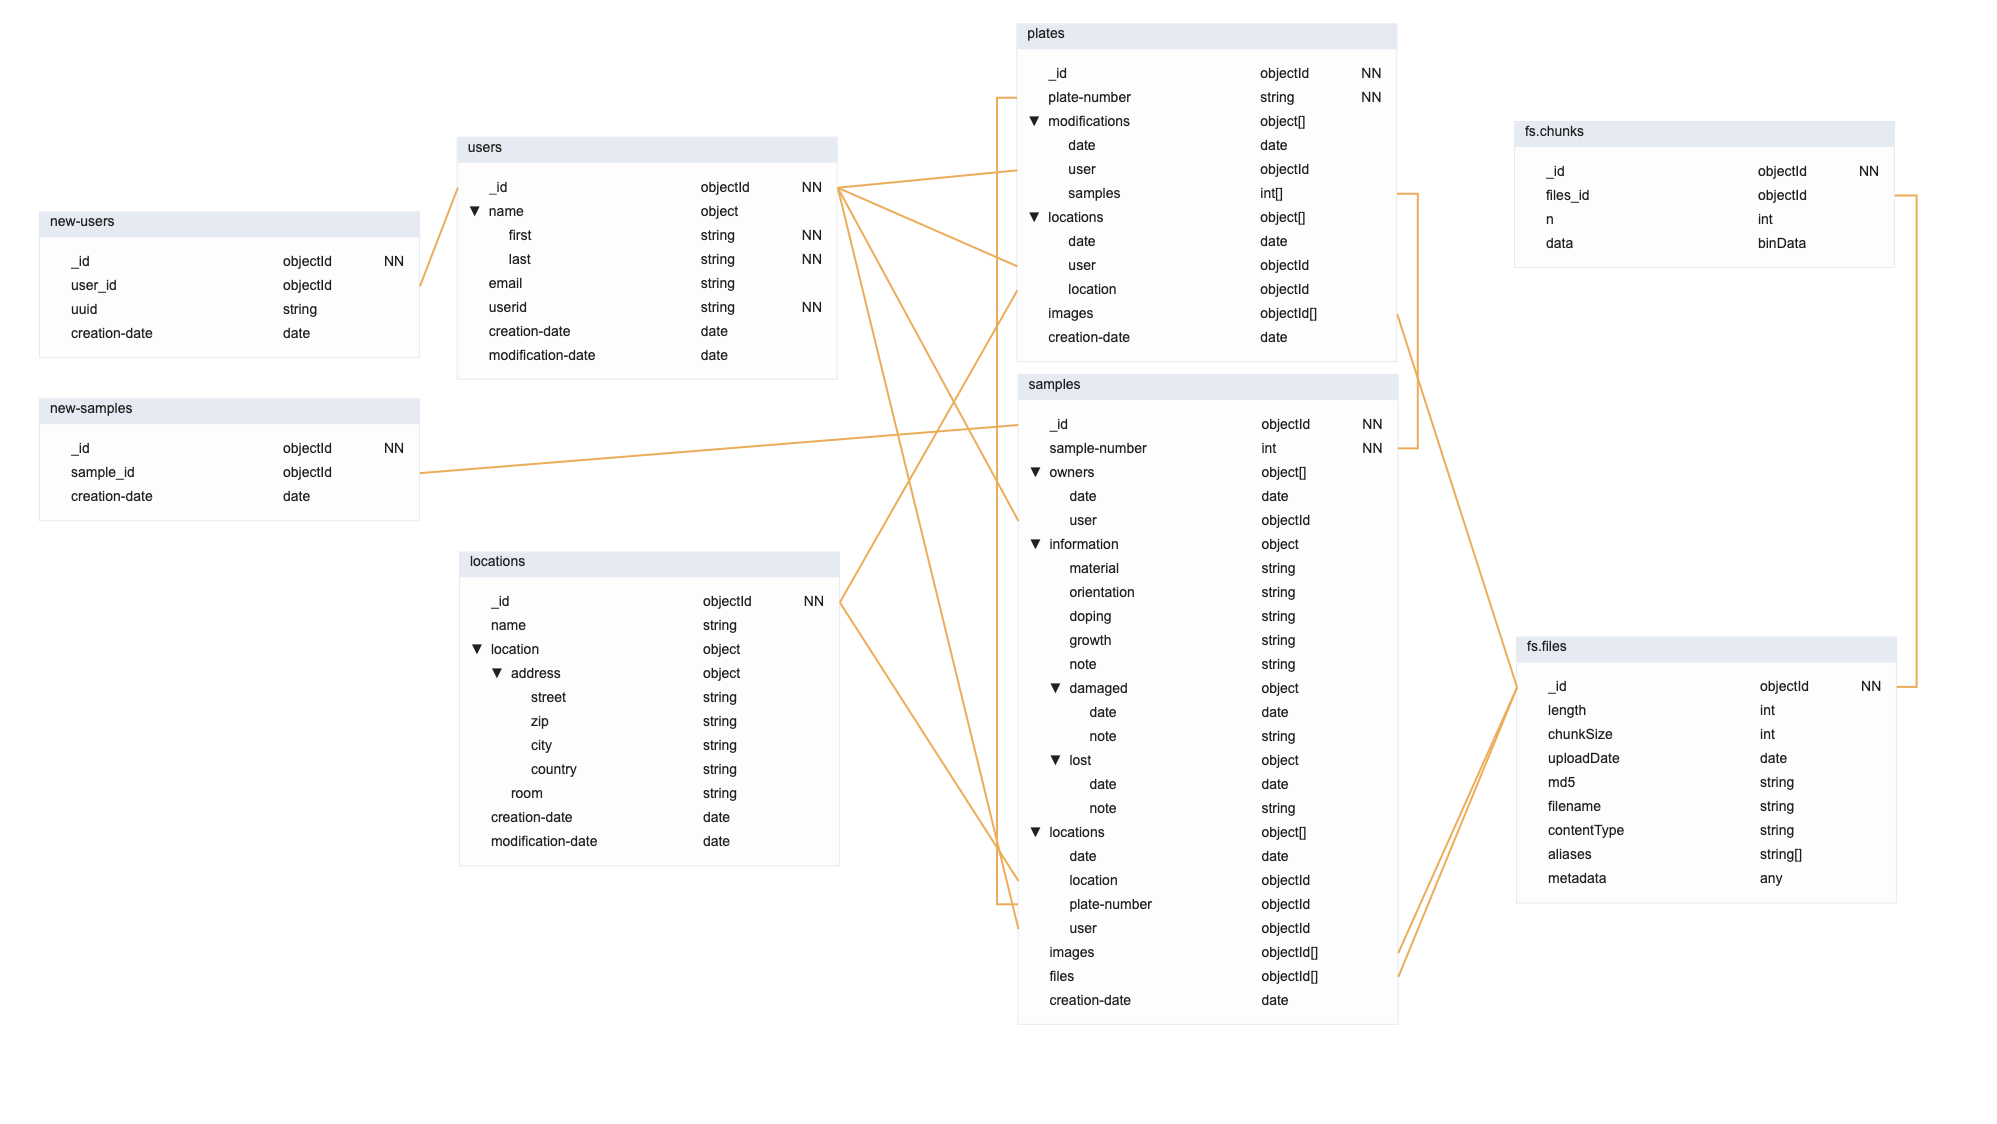 new-users
_id objectId NN
user_id objectId
uuid string
creation-date date
new-samples
_id objectId NN
sample_id objectId
creation-date date
users
_id objectId NN
▼ name object
first string NN
last string NN
email string
userid string NN
creation-date date
modification-date date
locations
_id objectId NN
name string
▼ location object
▼ address object
street string
zip string
city string
country string
room string
creation-date date
modification-date date
plates
_id objectId NN
plate-number string NN
▼ modifications object[]
date date
user objectId
samples int[]
▼ locations object[]
date date
user objectId
location objectId
images objectId[]
creation-date date
samples
_id objectId NN
sample-number int NN
▼ owners object[]
date date
user objectId
▼ information object
material string
orientation string
doping string
growth string
note string
▼ damaged object
date date
note string
▼ lost object
date date
note string
▼ locations object[]
date date
location objectId
plate-number objectId
user objectId
images objectId[]
files objectId[]
creation-date date
fs.chunks
_id objectId NN
files_id objectId
n int
data binData
fs.files
_id objectId NN
length int
chunkSize int
uploadDate date
md5 string
filename string
contentType string
aliases string[]
metadata any